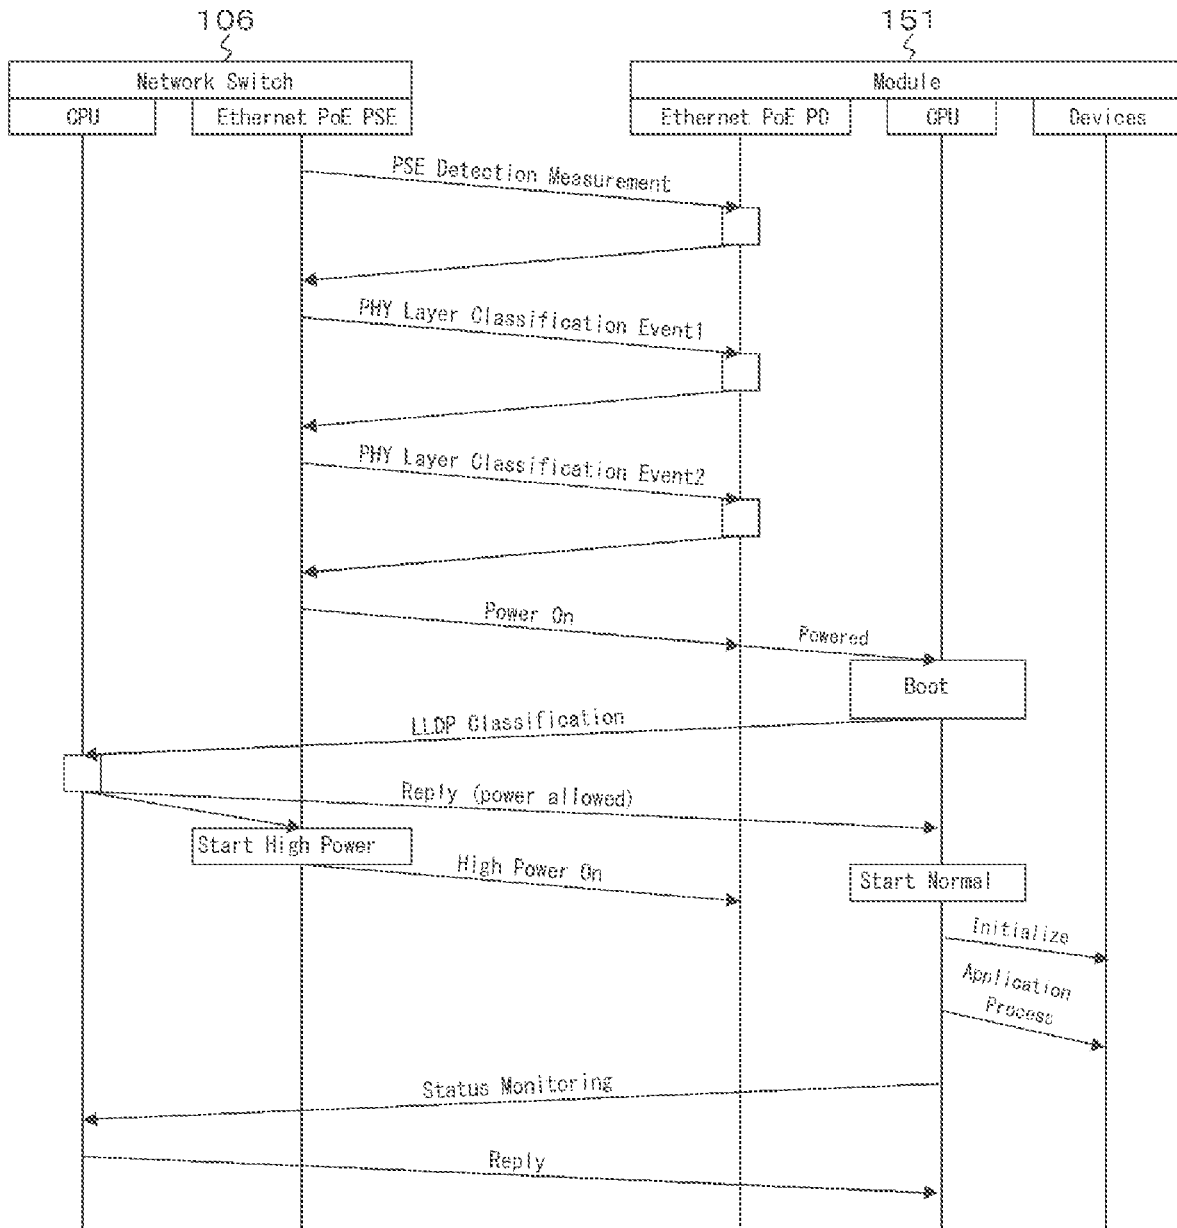 106
151
Network Switch
Module
CPU
Ethernet PoE PSE
Ethernet PoE PD
CPU
Devices
PSE Detection Measurement
PHY Layer Classification Event1
PHY Layer Classification Event2
Power On
Powered
Boot
LLDP Classification
Reply (power allowed)
Start High Power
High Power On
Start Normal
Initialize
Application
Process
Status Monitoring
Reply